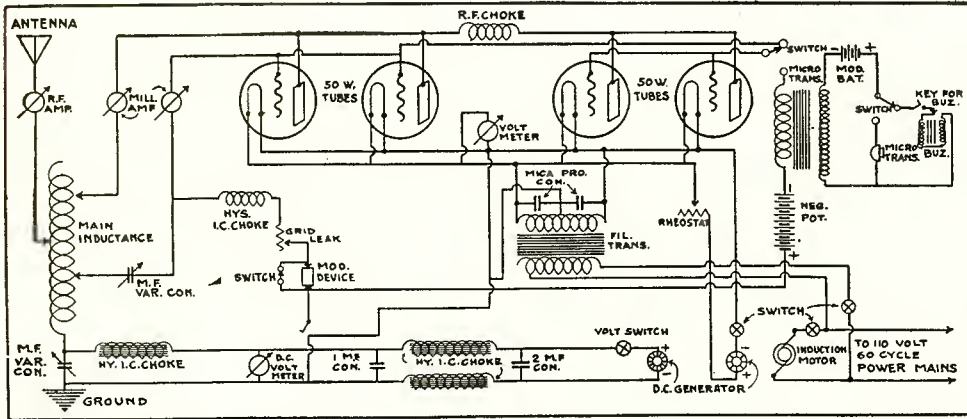 ANTENNA
R.F. CHOKE
R.F.
AMP.
MILL
AMP
50 W.
TUBES
VOLT
METER
50 W.
TUBES
SWITCH
MICRO
TRANS.
- +
MOD.
BAT.
SWITCH
KEY FOR
BUZ.
BUZ.
MICRO
TRANS.
MAIN
INDUCTANCE
HYS.
I.C. CHOKE
GRID
LEAK
MICA PRO.
CON.
FIL.
TRANS.
RHEOSTAT
-
NEG.
POT.
+
M.F.
VAR. CON.
SWITCH
MOD.
DEVICE
SWITCH
M.F.
VAR.
CON.
HY. I.C. CHOKE
D.C.
VOLT
METER
1 M.F.
CON.
HY. I.C. CHOKE
2 M.F.
CON.
VOLT SWITCH
+
-
D.C. GENERATOR
-
+
INDUCTION
MOTOR
TO 110 VOLT
60 CYCLE
POWER MAINS
GROUND